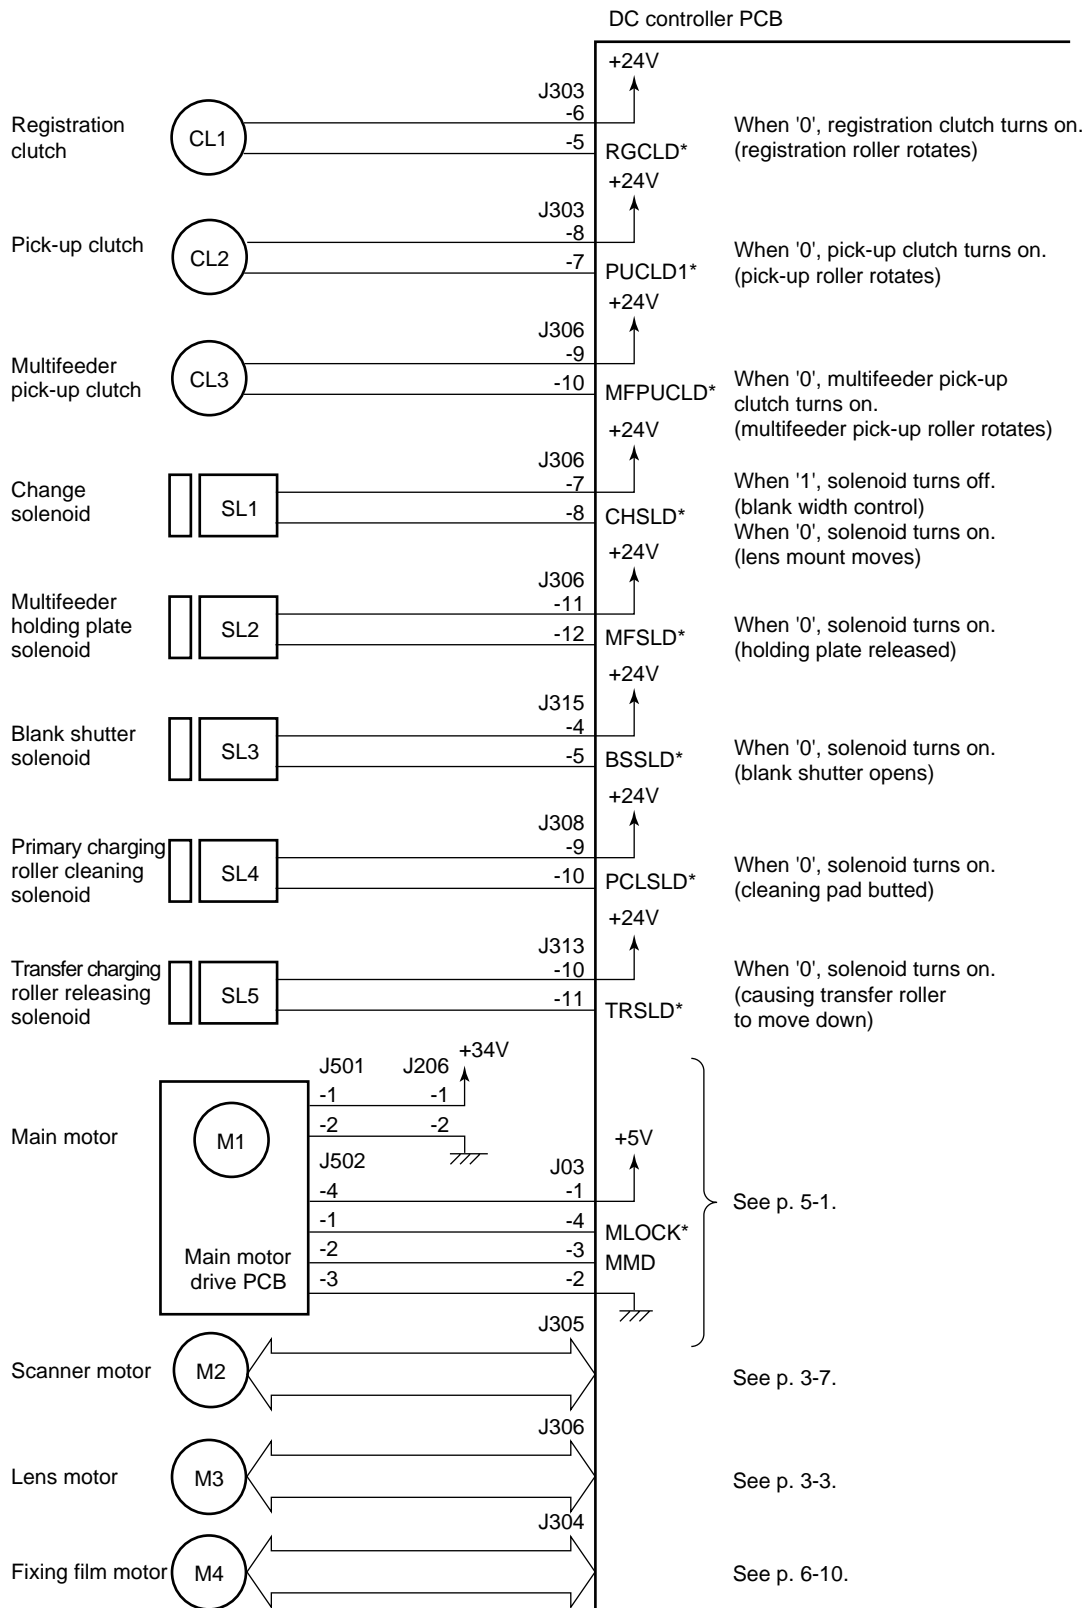 DC controller PCB
+24V
J303
-6
Registration
clutch
CL1
-5
RGCLD*
When '0', registration clutch turns on.
(registration roller rotates)
+24V
J303
-8
Pick-up clutch
CL2
-7
PUCLD1*
When '0', pick-up clutch turns on.
(pick-up roller rotates)
+24V
J306
-9
Multifeeder
pick-up clutch
CL3
-10
MFPUCLD*
When '0', multifeeder pick-up
clutch turns on.
(multifeeder pick-up roller rotates)
+24V
J306
-7
Change
solenoid
SL1
-8
CHSLD*
When '1', solenoid turns off.
(blank width control)
When '0', solenoid turns on.
(lens mount moves)
+24V
J306
-11
Multifeeder
holding plate
solenoid
SL2
-12
MFSLD*
When '0', solenoid turns on.
(holding plate released)
+24V
J315
-4
Blank shutter
solenoid
SL3
-5
BSSLD*
When '0', solenoid turns on.
(blank shutter opens)
+24V
J308
-9
Primary charging
roller cleaning
solenoid
SL4
-10
PCLSLD*
When '0', solenoid turns on.
(cleaning pad butted)
+24V
J313
-10
Transfer charging
roller releasing
solenoid
SL5
-11
TRSLD*
When '0', solenoid turns on.
(causing transfer roller
to move down)
J501 J206 +34V
-1 -1
-2 -2
Main motor
M1
J502 J03 +5V
-4 -1
-1 -4 MLOCK*
-2 -3 MMD
-3 -2
Main motor
drive PCB
See p. 5-1.
J305
Scanner motor
M2
See p. 3-7.
J306
Lens motor
M3
See p. 3-3.
J304
Fixing film motor
M4
See p. 6-10.